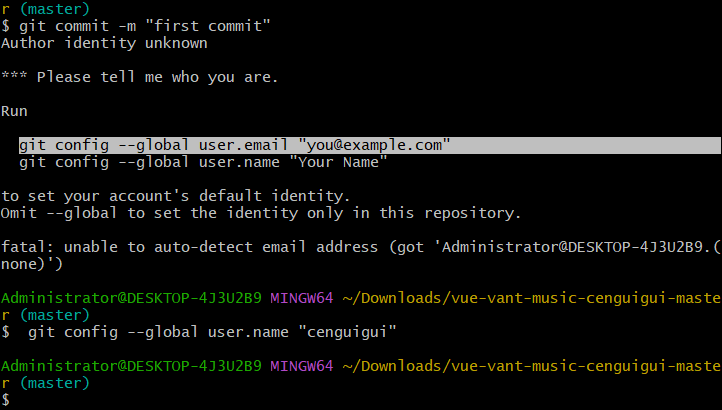 r (master)
$ git commit -m "first commit"
Author identity unknown
*** Please tell me who you are.
Run
git config --global user.email "you@example.com"
git config --global user.name "Your Name"
to set your account's default identity.
Omit --global to set the identity only in this repository.
fatal: unable to auto-detect email address (got 'Administrator@DESKTOP-4J3U2B9.(
none)')
Administrator@DESKTOP-4J3U2B9 MINGW64 ~/Downloads/vue-vant-music-cenguigui-maste
r (master)
$  git config --global user.name "cenguigui"
Administrator@DESKTOP-4J3U2B9 MINGW64 ~/Downloads/vue-vant-music-cenguigui-maste
r (master)
$